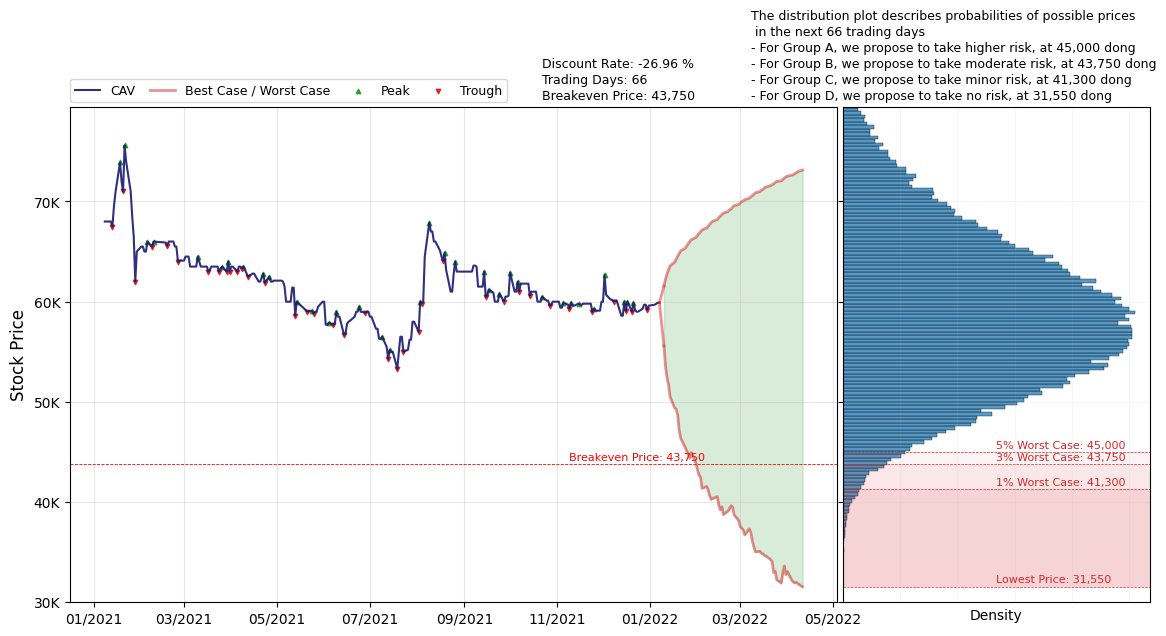 The distribution plot describes probabilities of possible prices
in the next 66 trading days
- For Group A, we propose to take higher risk, at 45,000 dong
- For Group B, we propose to take moderate risk, at 43,750 dong
- For Group C, we propose to take minor risk, at 41,300 dong
- For Group D, we propose to take no risk, at 31,550 dong
Discount Rate: -26.96 %
Trading Days: 66
Breakeven Price: 43,750
CAV
Best Case / Worst Case
Peak
Trough
Stock Price
70K
60K
50K
40K
30K
Breakeven Price: 43,750
5% Worst Case: 45,000
3% Worst Case: 43,750
1% Worst Case: 41,300
Lowest Price: 31,550
01/2021
03/2021
05/2021
07/2021
09/2021
11/2021
01/2022
03/2022
05/2022
Density